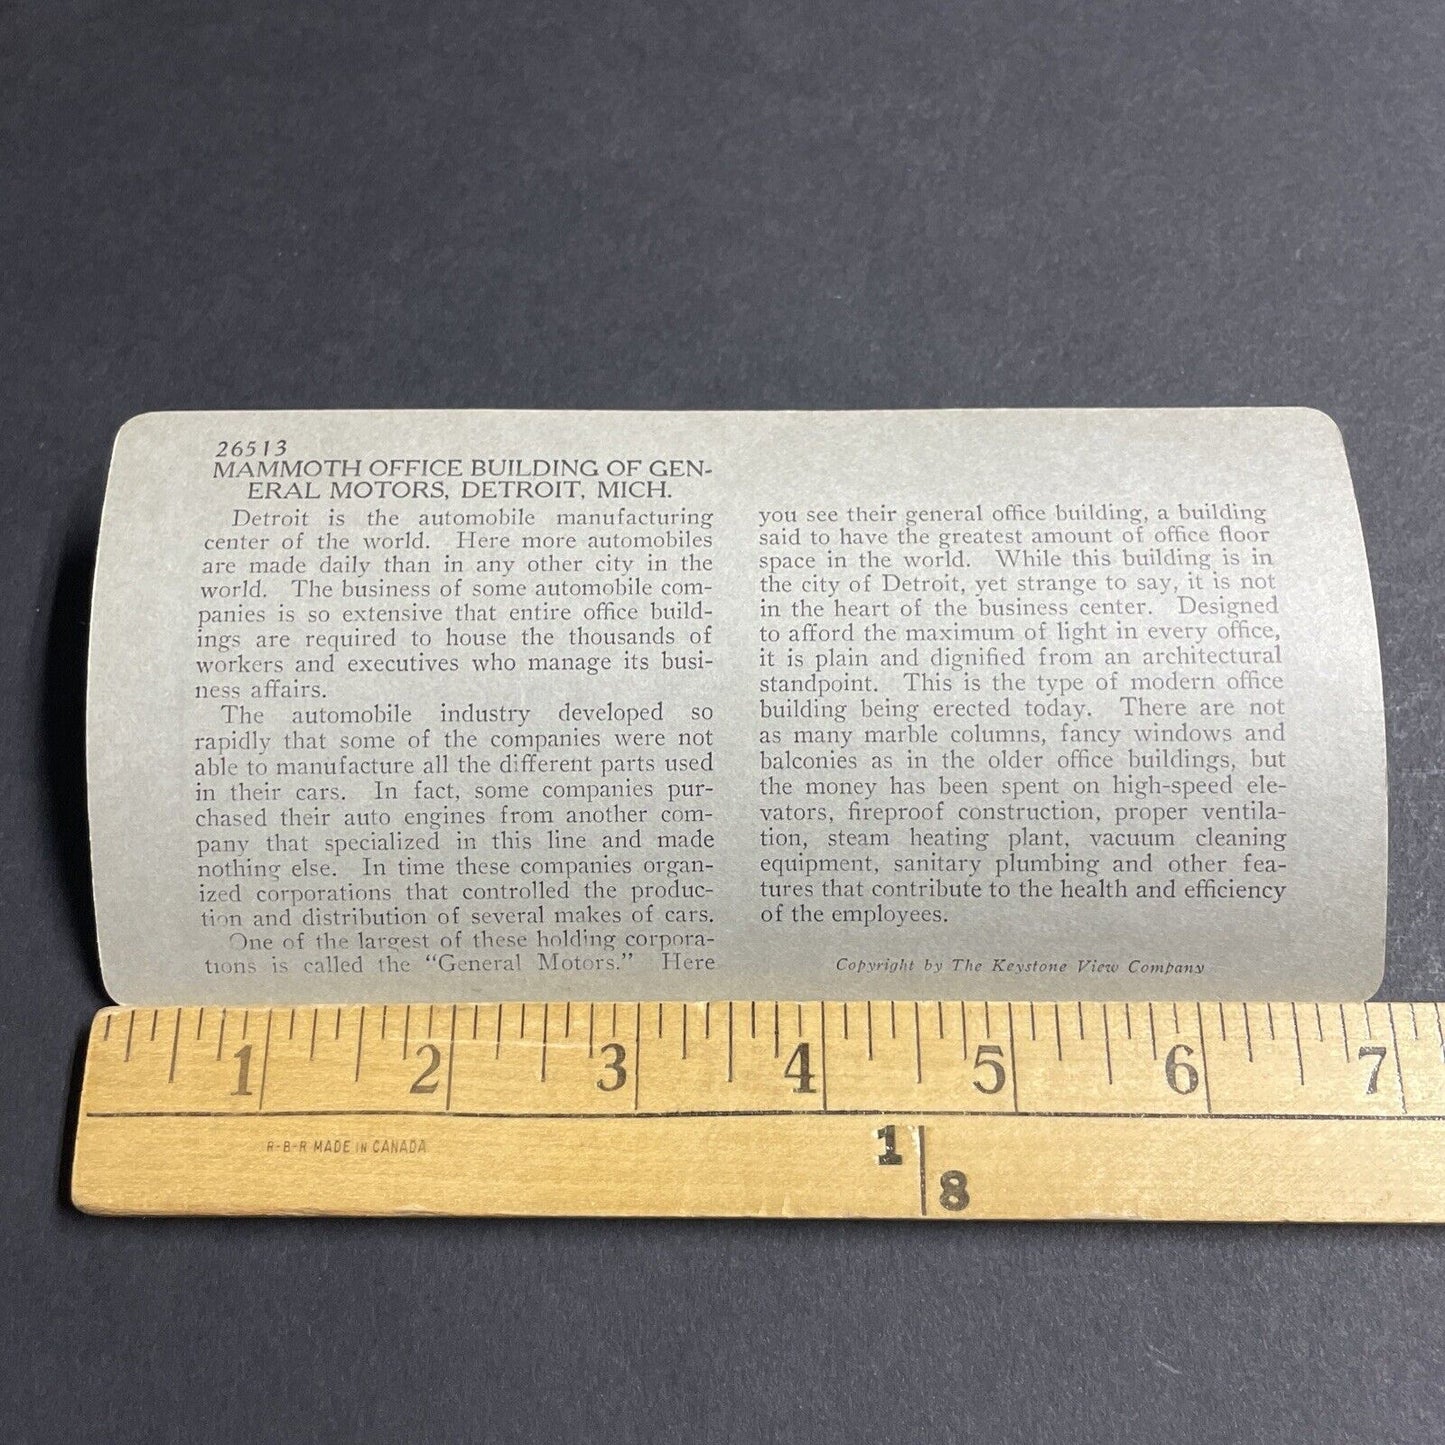 26513
MAMMOTH OFFICE BUILDING OF GEN-
ERAL MOTORS, DETROIT, MICH.
Detroit is the automobile manufacturing
center of the world. Here more automobiles
are made daily than in any other city in the
world. The business of some automobile com-
panies is so extensive that entire office build-
ings are required to house the thousands of
workers and executives who manage its busi-
ness affairs.
The automobile industry developed so
rapidly that some of the companies were not
able to manufacture all the different parts used
in their cars. In fact, some companies pur-
chased their auto engines from another com-
pany that specialized in this line and made
nothing else. In time these companies organ-
ized corporations that controlled the produc-
tion and distribution of several makes of cars.
One of the largest of these holding corpora-
tions is called the “General Motors.” Here
you see their general office building, a building
said to have the greatest amount of office floor
space in the world. While this building is in
the city of Detroit, yet strange to say, it is not
in the heart of the business center. Designed
to afford the maximum of light in every office,
it is plain and dignified from an architectural
standpoint. This is the type of modern office
building being erected today. There are not
as many marble columns, fancy windows and
balconies as in the older office buildings, but
the money has been spent on high-speed ele-
vators, fireproof construction, proper ventila-
tion, steam heating plant, vacuum cleaning
equipment, sanitary plumbing and other fea-
tures that contribute to the health and efficiency
of the employees.
Copyright by The Keystone View Company
1 2 3 4 5 6 7
R-B-R MADE IN CANADA
1
8